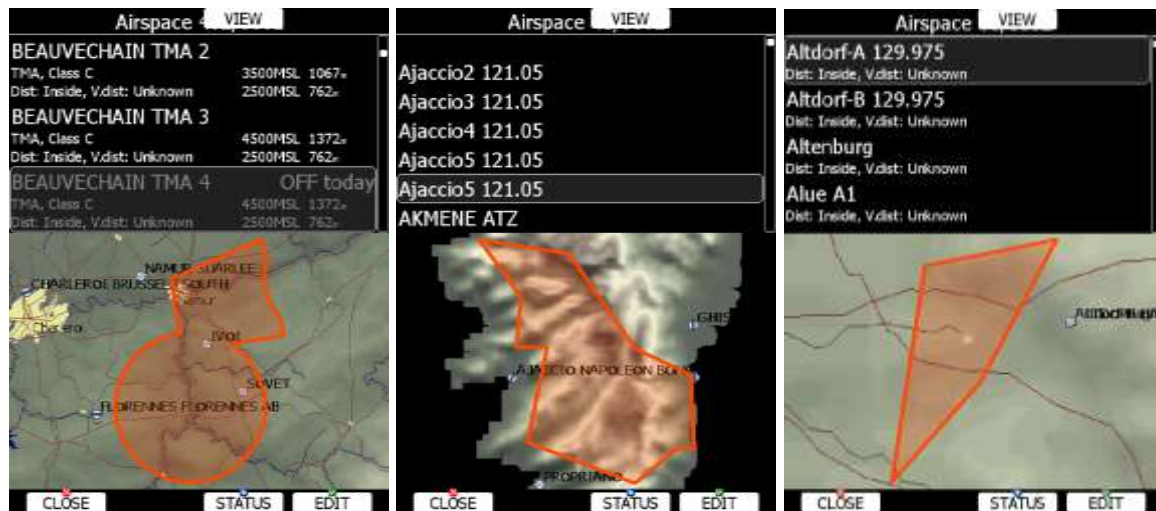 Airspace
VIEW
BEAUVECHAIN TMA 2
TMA, Class C 3500MSL 1067m
Dist: Inside, V.dist: Unknown 2500MSL 762m
BEAUVECHAIN TMA 3
TMA, Class C 4500MSL 1372m
Dist: Inside, V.dist: Unknown 2500MSL 762m
BEAUVECHAIN TMA 4 OFF today
TMA, Class C 4500MSL 1372m
Dist: Inside, V.dist: Unknown 2500MSL 762m
NAMUR SUARLEE
CHARLEROI BRUSSELS SOUTH
Namur
YVOI
SOVET
FLORENNES FLORENNES AB
CLOSE
STATUS
EDIT
Airspace
VIEW
Ajaccio2 121.05
Ajaccio3 121.05
Ajaccio4 121.05
Ajaccio5 121.05
Ajaccio5 121.05
AKMENE ATZ
GHIS
AJACCIO NAPOLEON BONA
PROPRIANO
CLOSE
STATUS
EDIT
Airspace
VIEW
Altdorf-A 129.975
Dist: Inside, V.dist: Unknown
Altdorf-B 129.975
Dist: Inside, V.dist: Unknown
Altenburg
Dist: Inside, V.dist: Unknown
Alue A1
Dist: Inside, V.dist: Unknown
CLOSE
STATUS
EDIT